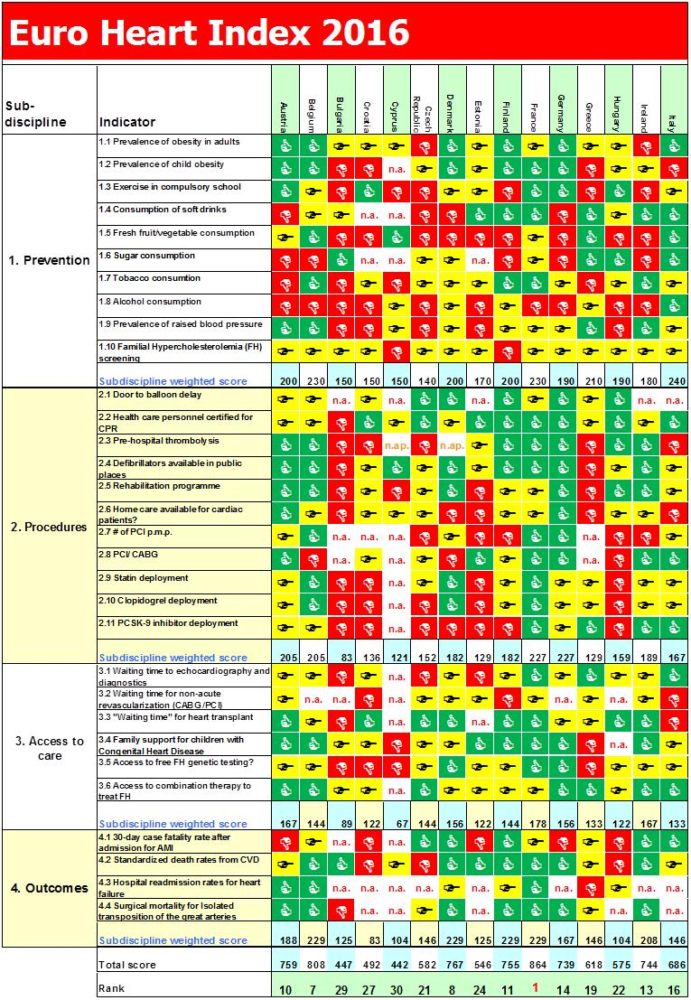 Euro Heart Index 2016
Sub-
discipline
Indicator
Austria
Belgium
Bulgaria
Croatia
Cyprus
Czech
Republic
Denmark
Estonia
Finland
France
Germany
Greece
Hungary
Ireland
Italy
1. Prevention
1.1 Prevalence of obesity in adults
1.2 Prevalence of child obesity n.a.
1.3 Exercise in compulsory school
1.4 Consumption of soft drinks n.a. n.a.
1.5 Fresh fruit/vegetable consumption
1.6 Sugar consumption n.a. n.a. n.a.
1.7 Tobacco consumtion
1.8 Alcohol consumption
1.9 Prevalence of raised blood pressure
1.10 Familial Hypercholesterolemia (FH)
screening
Subdiscipline weighted score 200 230 150 150 150 140 200 170 200 230 190 210 190 180 240
2. Procedures
2.1 Door to balloon delay n.a. n.a. n.a. n.a. n.a.
2.2 Health care personnel certified for
CPR
2.3 Pre-hospital thrombolysis n.ap. n.ap.
2.4 Defibrillators available in public
places
2.5 Rehabilitation programme
2.6 Home care available for cardiac
patients?
2.7 # of PCI p.m.p. n.a. n.a. n.a. n.a.
2.8 PCI/ CABG n.a. n.a. n.a.
2.9 Statin deployment n.a.
2.10 Clopidogrel deployment n.a.
2.11 PCSK-9 inhibitor deployment n.a.
Subdiscipline weighted score 205 205 83 136 121 152 182 129 182 227 227 129 159 189 167
3. Access to
care
3.1 Waiting time to echocardiography and
diagnostics n.a.
3.2 Waiting time for non-acute
revascularization (CABG/PCI) n.a. n.a. n.a. n.a. n.a.
3.3 "Waiting time" for heart transplant n.a. n.a.
3.4 Family support for children with
Congenital Heart Disease n.a.
3.5 Access to free FH genetic testing?
3.6 Access to combination therapy to
treat FH n.a.
Subdiscipline weighted score 167 144 89 122 67 144 156 122 144 178 156 133 122 167 133
4. Outcomes
4.1 30-day case fatality rate after
admission for AMI n.a. n.a.
4.2 Standardized death rates from CVD
4.3 Hospital readmission rates for heart
failure n.a. n.a. n.a. n.a. n.a. n.a. n.a. n.a.
4.4 Surgical mortality for Isolated
transposition of the great arteries n.a. n.a. n.a. n.a. n.a.
Subdiscipline weighted score 188 229 125 83 104 146 229 125 229 229 167 146 104 208 146
Total score 759 808 447 492 442 582 767 546 755 864 739 618 575 744 686
Rank 10 7 29 27 30 21 8 24 11 1 14 19 22 13 16